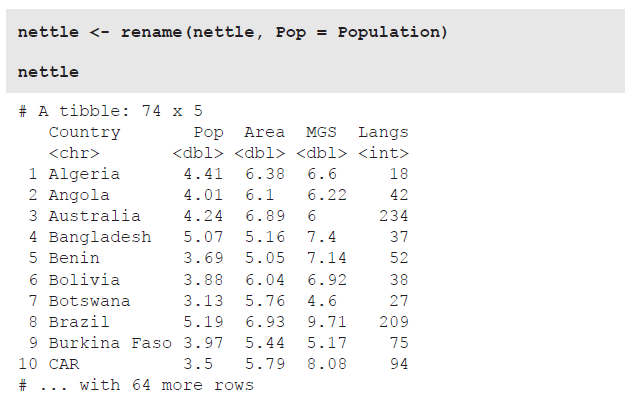 nettle <- rename(nettle, Pop = Population)
nettle
# A tibble: 74 x 5
   Country       Pop  Area  MGS  Langs
   <chr>       <dbl> <dbl> <dbl> <int>
 1 Algeria      4.41  6.38  6.6     18
 2 Angola       4.01  6.1   6.22    42
 3 Australia    4.24  6.89  6      234
 4 Bangladesh   5.07  5.16  7.4     37
 5 Benin        3.69  5.05  7.14    52
 6 Bolivia      3.88  6.04  6.92    38
 7 Botswana     3.13  5.76  4.6     27
 8 Brazil       5.19  6.93  9.71   209
 9 Burkina Faso 3.97  5.44  5.17    75
10 CAR          3.5   5.79  8.08    94
# ... with 64 more rows